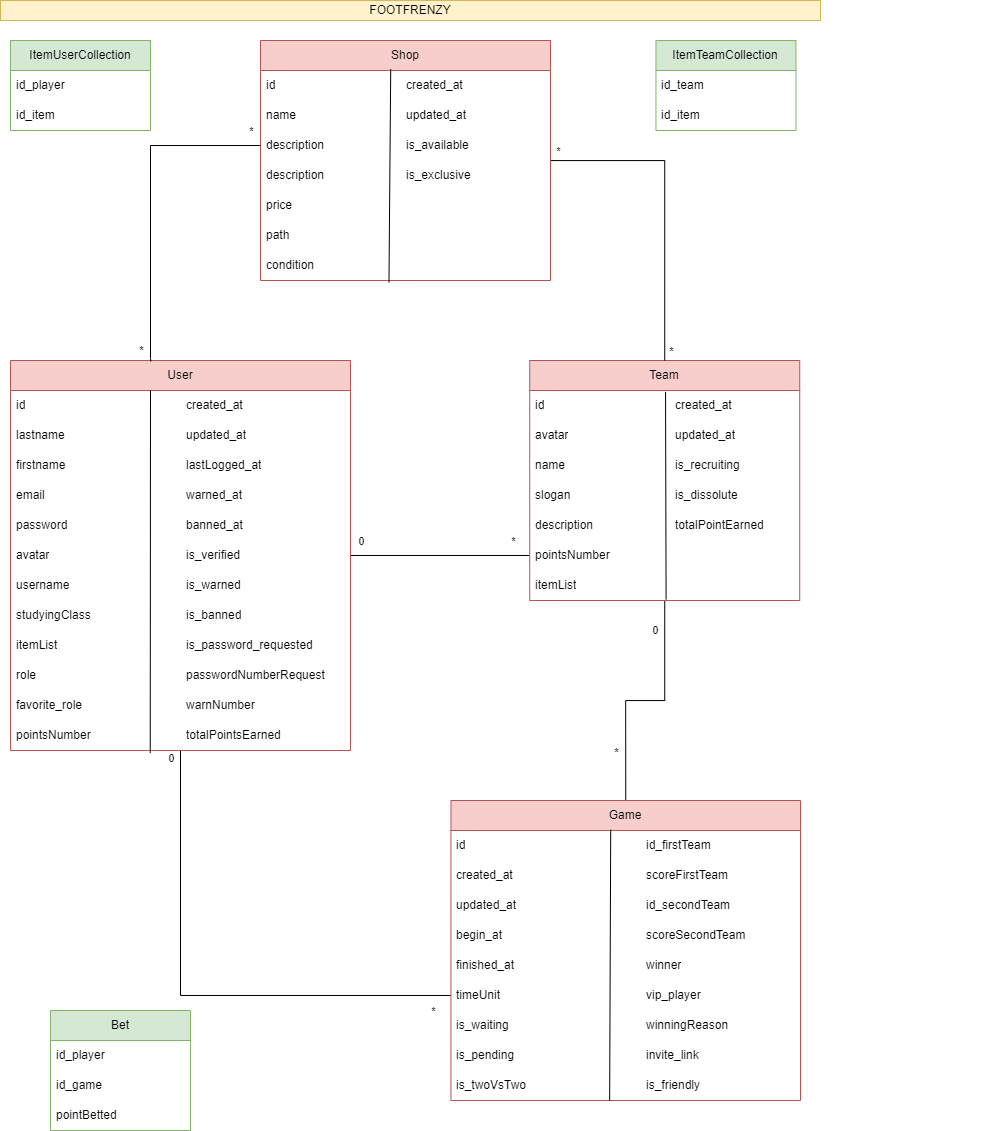 FOOTFRENZY
ItemUserCollection
id_player
id_item
Shop
id
name
description
description
price
path
condition
created_at
updated_at
is_available
is_exclusive
ItemTeamCollection
id_team
id_item
*
*
*
*
User
id
lastname
firstname
email
password
avatar
username
studyingClass
itemList
role
favorite_role
pointsNumber
created_at
updated_at
lastLogged_at
warned_at
banned_at
is_verified
is_warned
is_banned
is_password_requested
passwordNumberRequest
warnNumber
totalPointsEarned
0
*
Team
id
avatar
name
slogan
description
pointsNumber
itemList
created_at
updated_at
is_recruiting
is_dissolute
totalPointEarned
0
*
0
*
Game
id
created_at
updated_at
begin_at
finished_at
timeUnit
is_waiting
is_pending
is_twoVsTwo
id_firstTeam
scoreFirstTeam
id_secondTeam
scoreSecondTeam
winner
vip_player
winningReason
invite_link
is_friendly
Bet
id_player
id_game
pointBetted